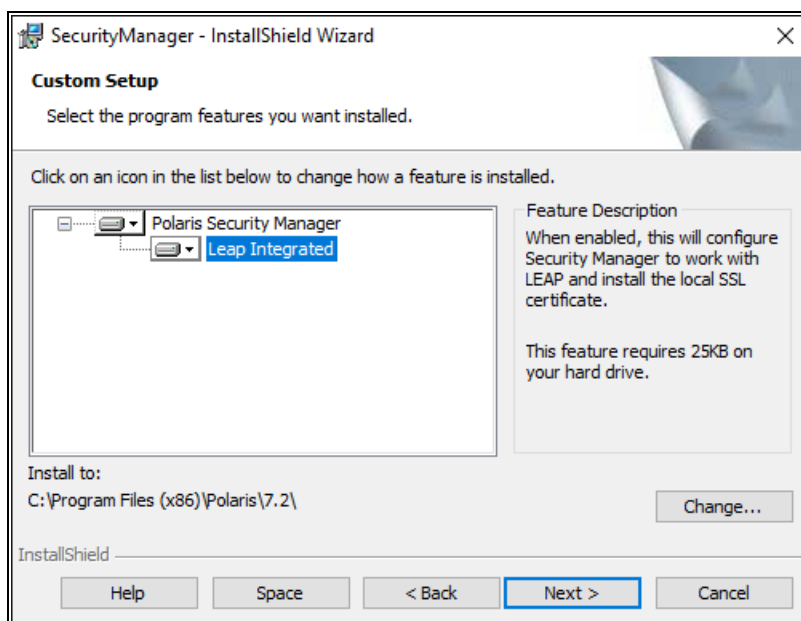 SecurityManager - InstallShield Wizard
Custom Setup
Select the program features you want installed.
Click on an icon in the list below to change how a feature is installed.
Polaris Security Manager
Leap Integrated
Feature Description
When enabled, this will configure
Security Manager to work with
LEAP and install the local SSL
certificate.
This feature requires 25KB on
your hard drive.
Install to:
C:\Program Files (x86)\Polaris\7.2\
Change...
InstallShield
Help
Space
< Back
Next >
Cancel